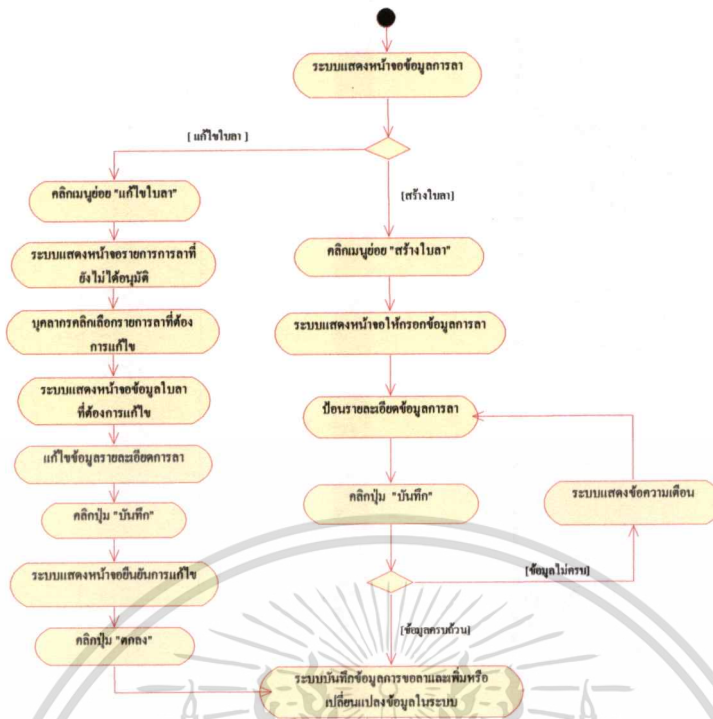 ระบบแสดงหน้าจอข้อมูลการลา
[ แก้ไขใบลา ]
[สร้างใบลา]
คลิกเมนูย่อย "แก้ไขใบลา"
ระบบแสดงหน้าจอรายการการลาที่
ยังไม่ได้อนุมัติ
บุคลากรคลิกเลือกรายการลาที่ต้อง
การแก้ไข
ระบบแสดงหน้าจอข้อมูลใบลา
ที่ต้องการแก้ไข
แก้ไขข้อมูลรายละเอียดการลา
คลิกปุ่ม "บันทึก"
ระบบแสดงหน้าจอยืนยันการแก้ไข
คลิกปุ่ม "ตกลง"
คลิกเมนูย่อย "สร้างใบลา"
ระบบแสดงหน้าจอให้กรอกข้อมูลการลา
ป้อนรายละเอียดข้อมูลการลา
คลิกปุ่ม "บันทึก"
ระบบแสดงข้อความเตือน
[ข้อมูลไม่ครบ]
[ข้อมูลครบถ้วน]
ระบบบันทึกข้อมูลการขอลาและเพิ่มหรือ
เปลี่ยนแปลงข้อมูลในระบบ